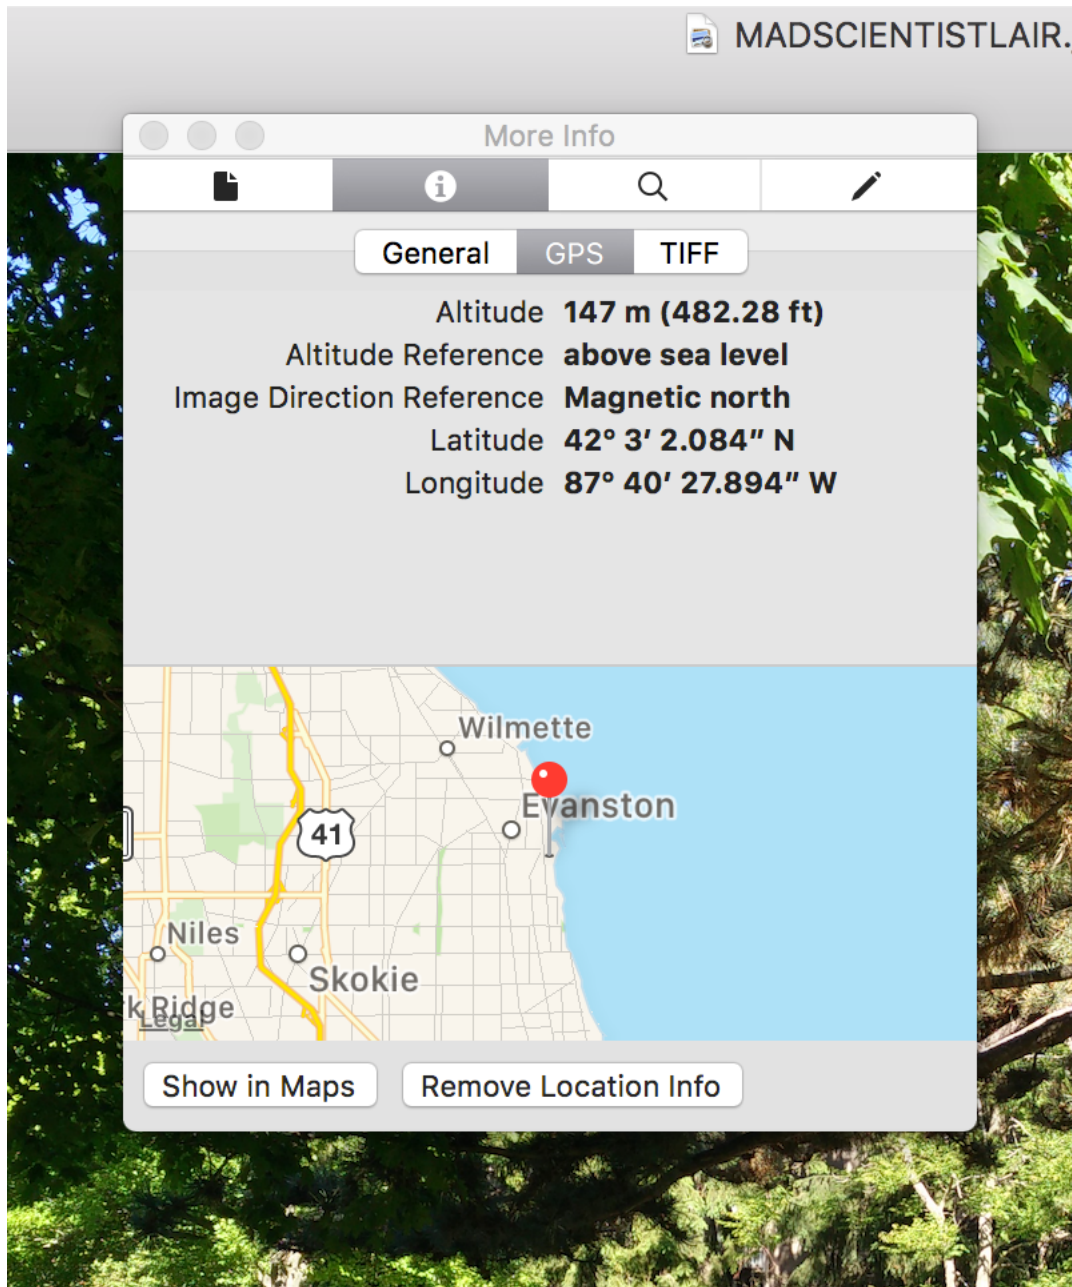 MADSCIENTISTLAIR.
More Info
General GPS TIFF
Altitude 147 m (482.28 ft)
Altitude Reference above sea level
Image Direction Reference Magnetic north
Latitude 42° 3′ 2.084″ N
Longitude 87° 40′ 27.894″ W
Wilmette
Evanston
41
Niles
Skokie
k Ridge
Legal
Show in Maps Remove Location Info